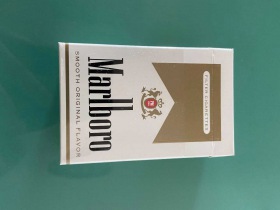 FILTER CIGARETTES
Marlboro
SMOOTH ORIGINAL FLAVOR